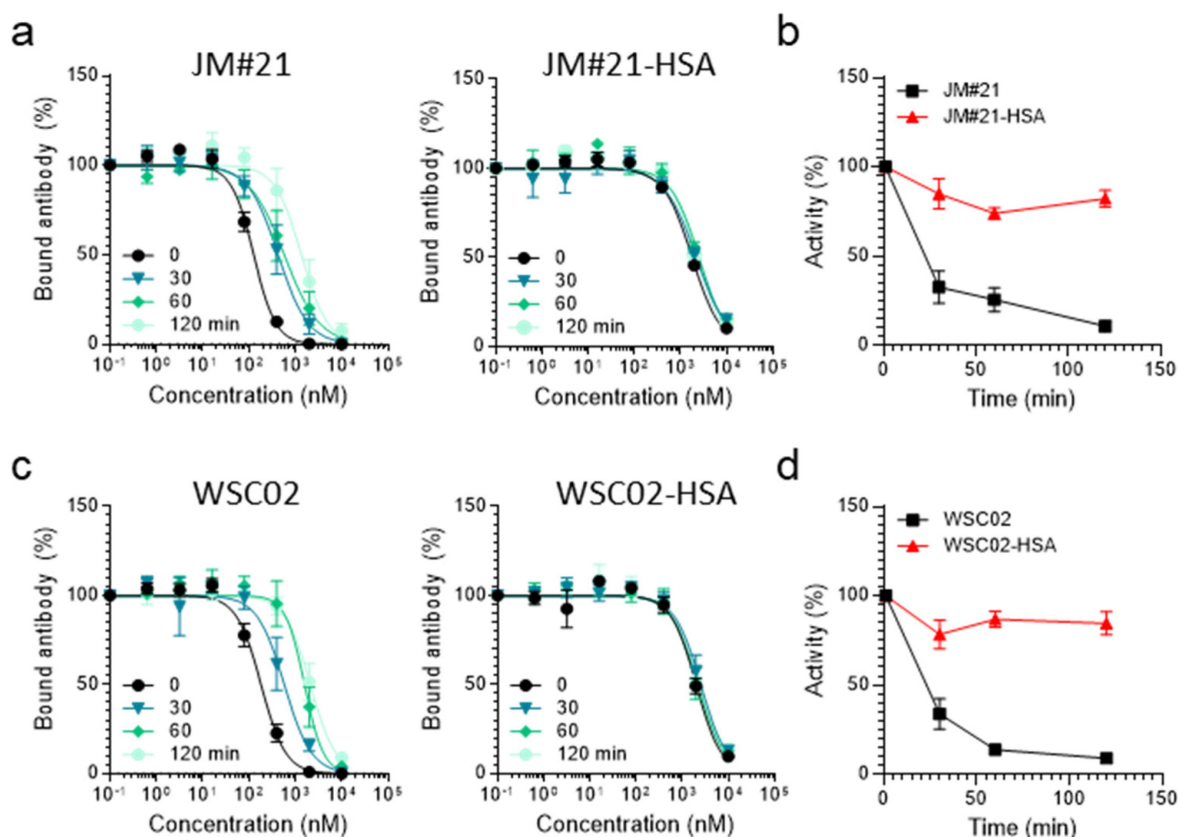 a
JM#21
Bound antibody (%)
150
100
50
0
0
30
60
120 min
10⁻¹ 10⁰ 10¹ 10² 10³ 10⁴ 10⁵
Concentration (nM)
JM#21-HSA
Bound antibody (%)
150
100
50
0
0
30
60
120 min
10⁻¹ 10⁰ 10¹ 10² 10³ 10⁴ 10⁵
Concentration (nM)
b
JM#21
JM#21-HSA
Activity (%)
150
100
50
0
0 50 100 150
Time (min)
c
WSC02
Bound antibody (%)
150
100
50
0
0
30
60
120 min
10⁻¹ 10⁰ 10¹ 10² 10³ 10⁴ 10⁵
Concentration (nM)
WSC02-HSA
Bound antibody (%)
150
100
50
0
0
30
60
120 min
10⁻¹ 10⁰ 10¹ 10² 10³ 10⁴ 10⁵
Concentration (nM)
d
WSC02
WSC02-HSA
Activity (%)
150
100
50
0
0 50 100 150
Time (min)